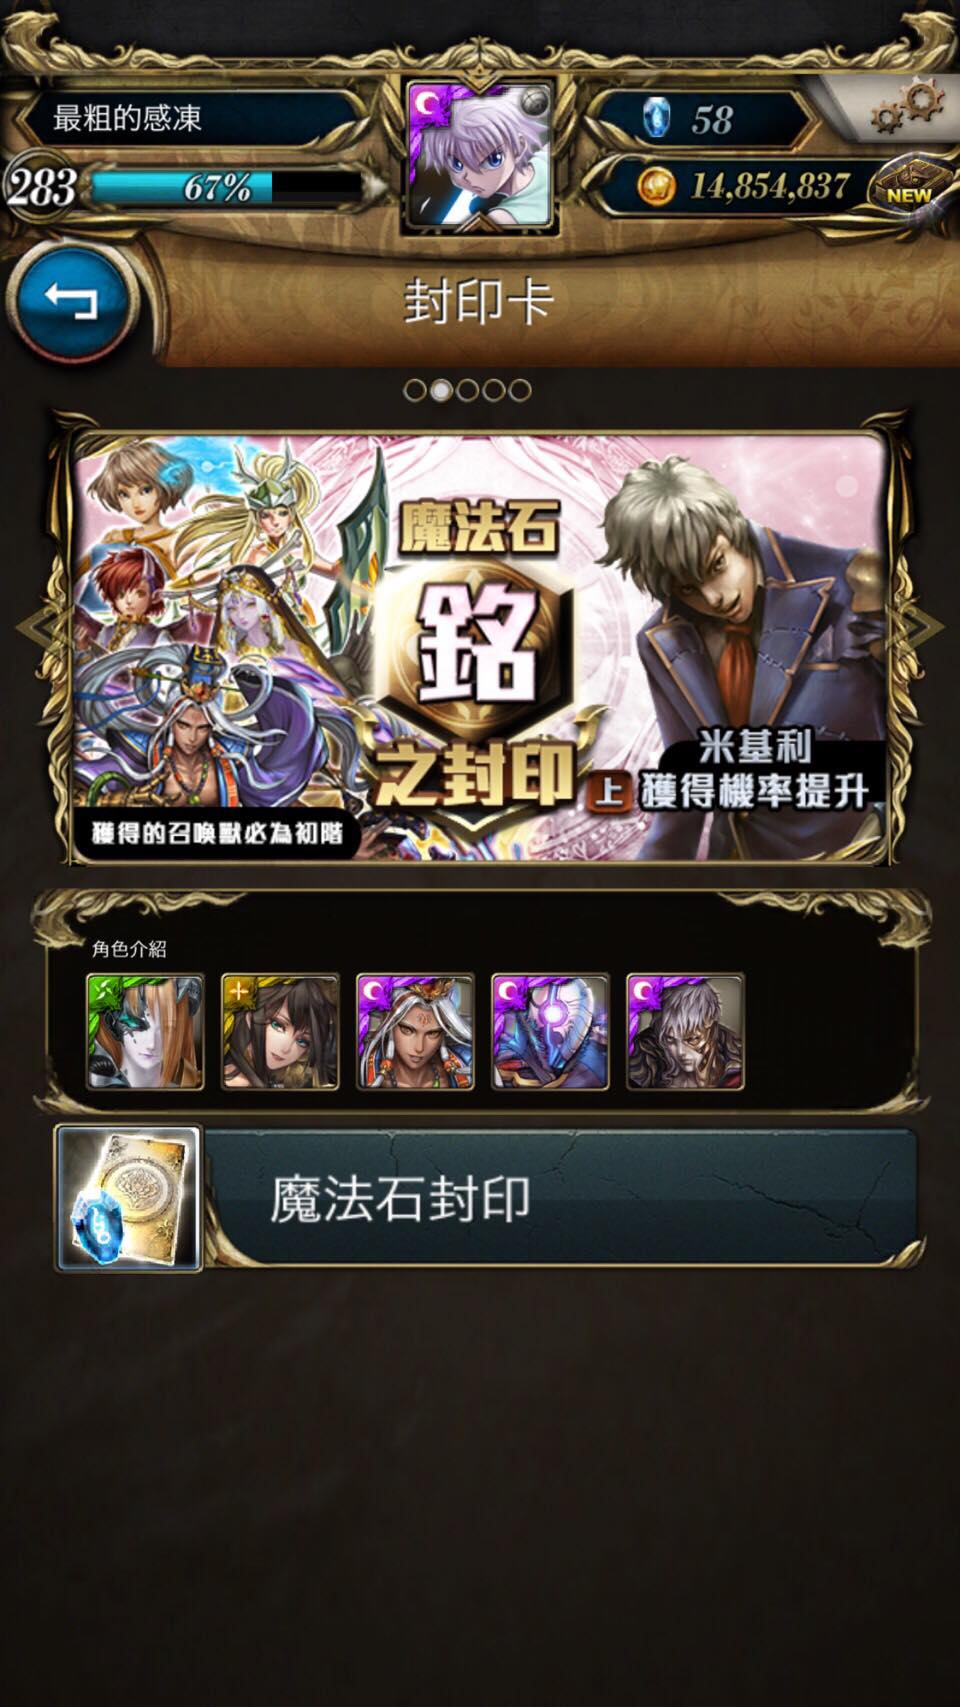 最粗的感凍
58
283
67%
14,854,837
NEW
封印卡
魔法石
銘
之封印
米基利
上 獲得機率提升
獲得的召喚獸必為初階
角色介紹
魔法石封印